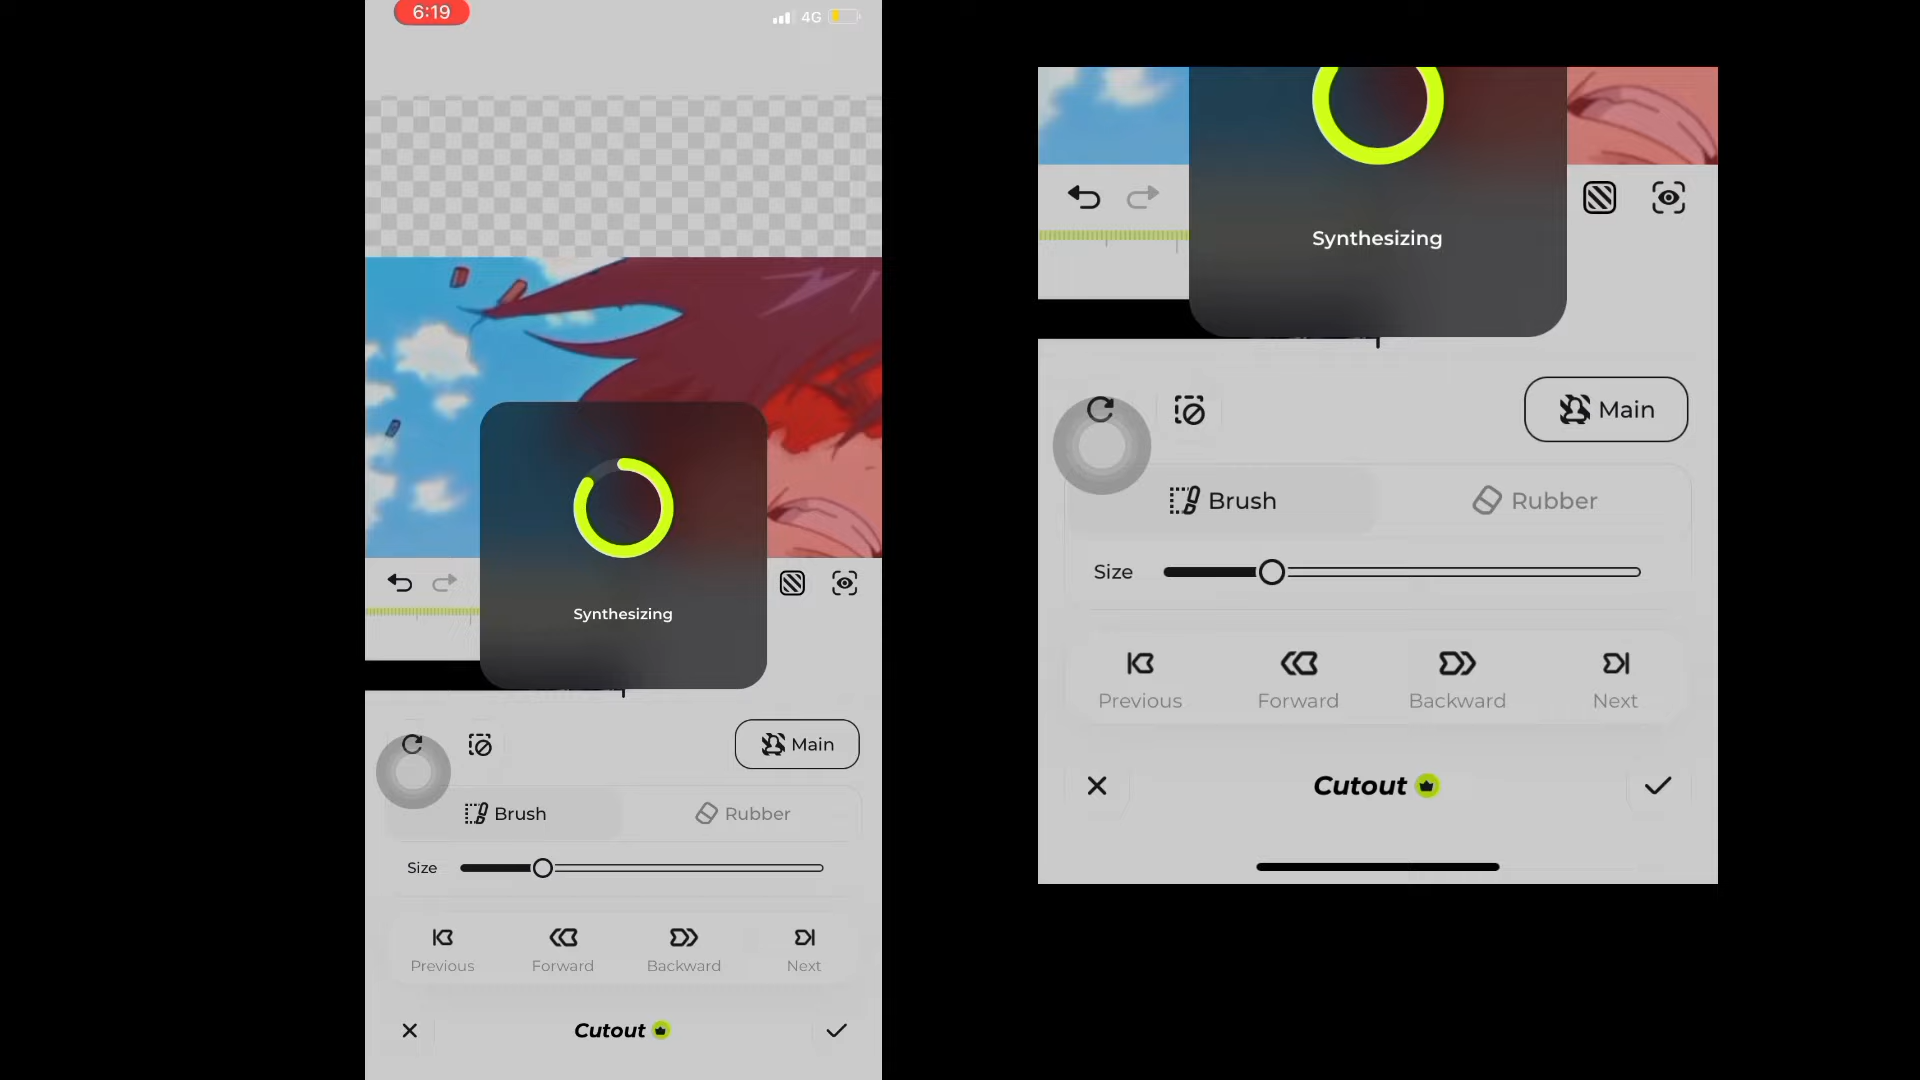 6:19
4G
Synthesizing
Main
Brush
Rubber
Size
Previous
Forward
Backward
Next
Cutout
Synthesizing
Main
Brush
Rubber
Size
Previous
Forward
Backward
Next
Cutout